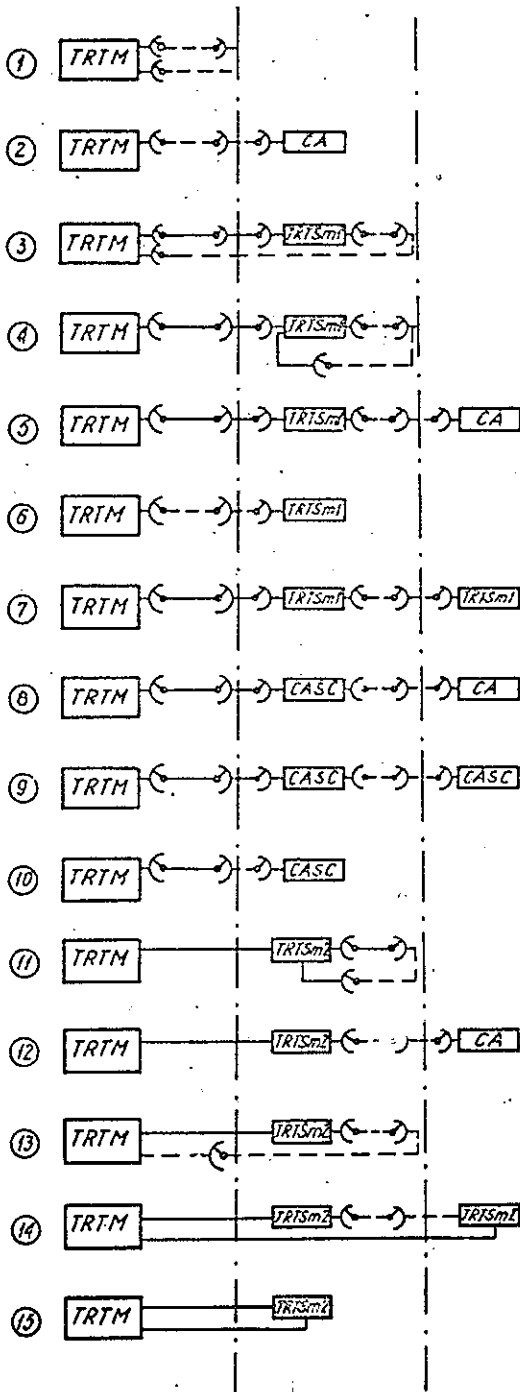 1 TRTM
2 TRTM CA
3 TRTM TRTSm1
4 TRTM TRTSm1
5 TRTM TRTSm1 CA
6 TRTM TRTSm1
7 TRTM TRTSm1 TRTSm1
8 TRTM CASC CA
9 TRTM CASC CASC
10 TRTM CASC
11 TRTM TRTSm2
12 TRTM TRTSm2 CA
13 TRTM TRTSm2
14 TRTM TRTSm2 TRTSm2
15 TRTM TRTSm2